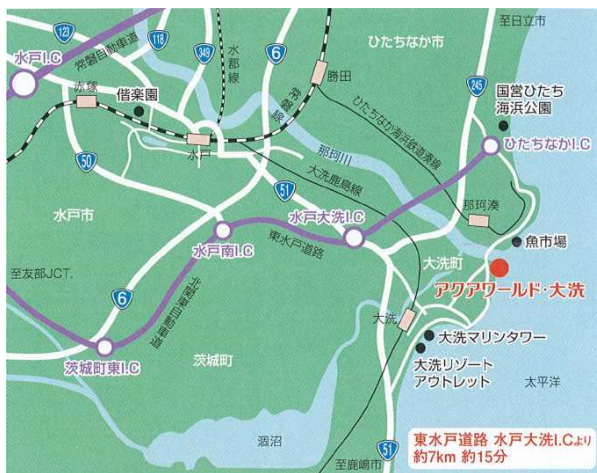 至日立市
123
118
349
6
水戸I.C
常磐自動車道
水郡線
ひたちなか市
勝田
245
国営ひたち
海浜公園
赤塚
偕楽園
常磐線
ひたちなか海浜鉄道湊線
ひたちなかI.C
水戸
那珂川
50
大洗鹿島線
51
那珂湊
水戸市
水戸大洗I.C
水戸南I.C
東水戸道路
魚市場
大洗町
至友部JCT.
アクアワールド・大洗
6
北関東自動車道
大洗
大洗マリンタワー
茨城町東I.C
茨城町
大洗リゾート
アウトレット
太平洋
涸沼
51
至鹿嶋市
東水戸道路 水戸大洗I.Cより
約7km 約15分